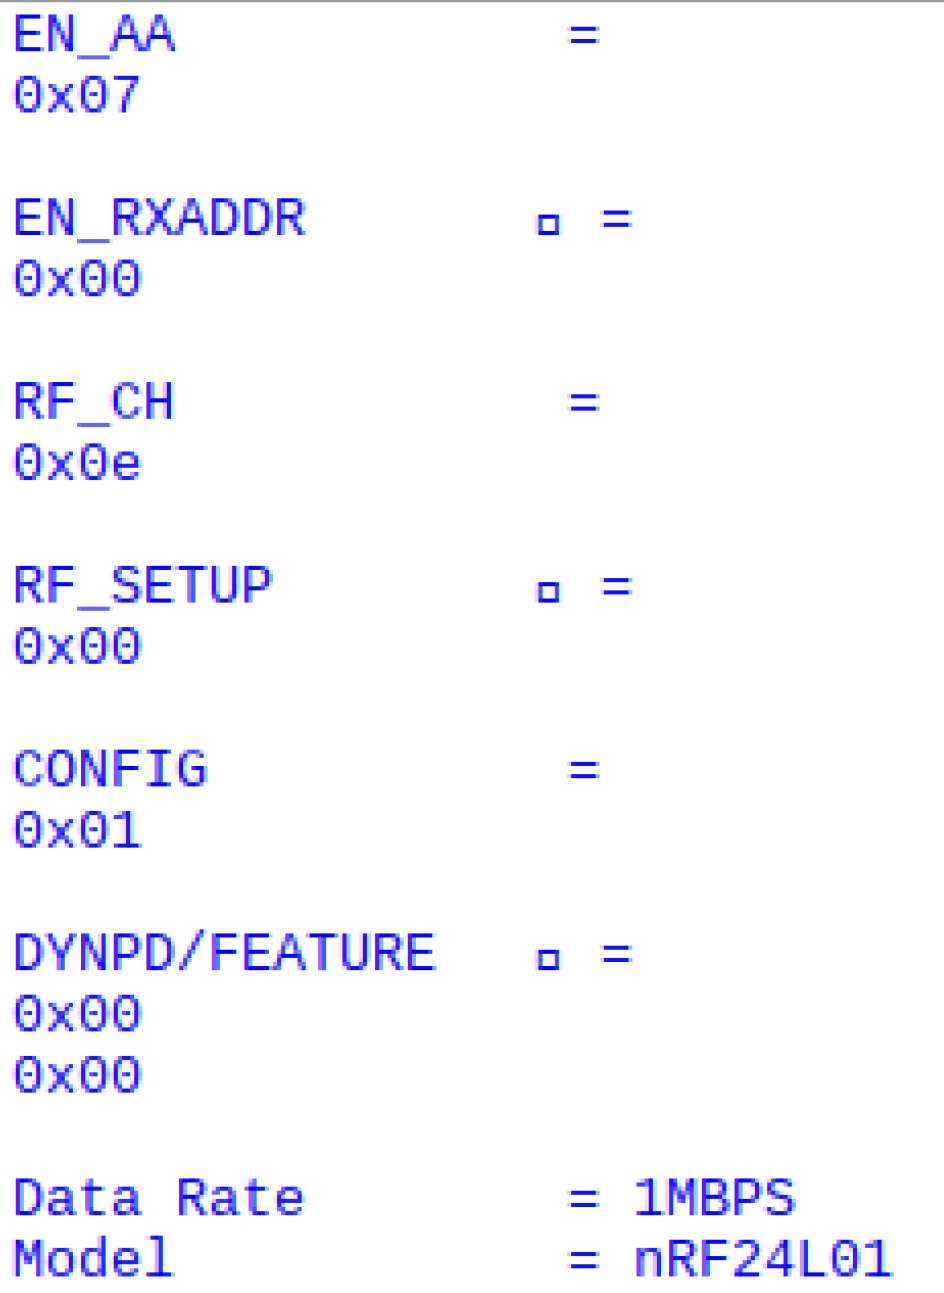 EN_AA =
0x07
EN_RXADDR □ =
0x00
RF_CH =
0x0e
RF_SETUP □ =
0x00
CONFIG =
0x01
DYNPD/FEATURE □ =
0x00
0x00
Data Rate = 1MBPS
Model = nRF24L01